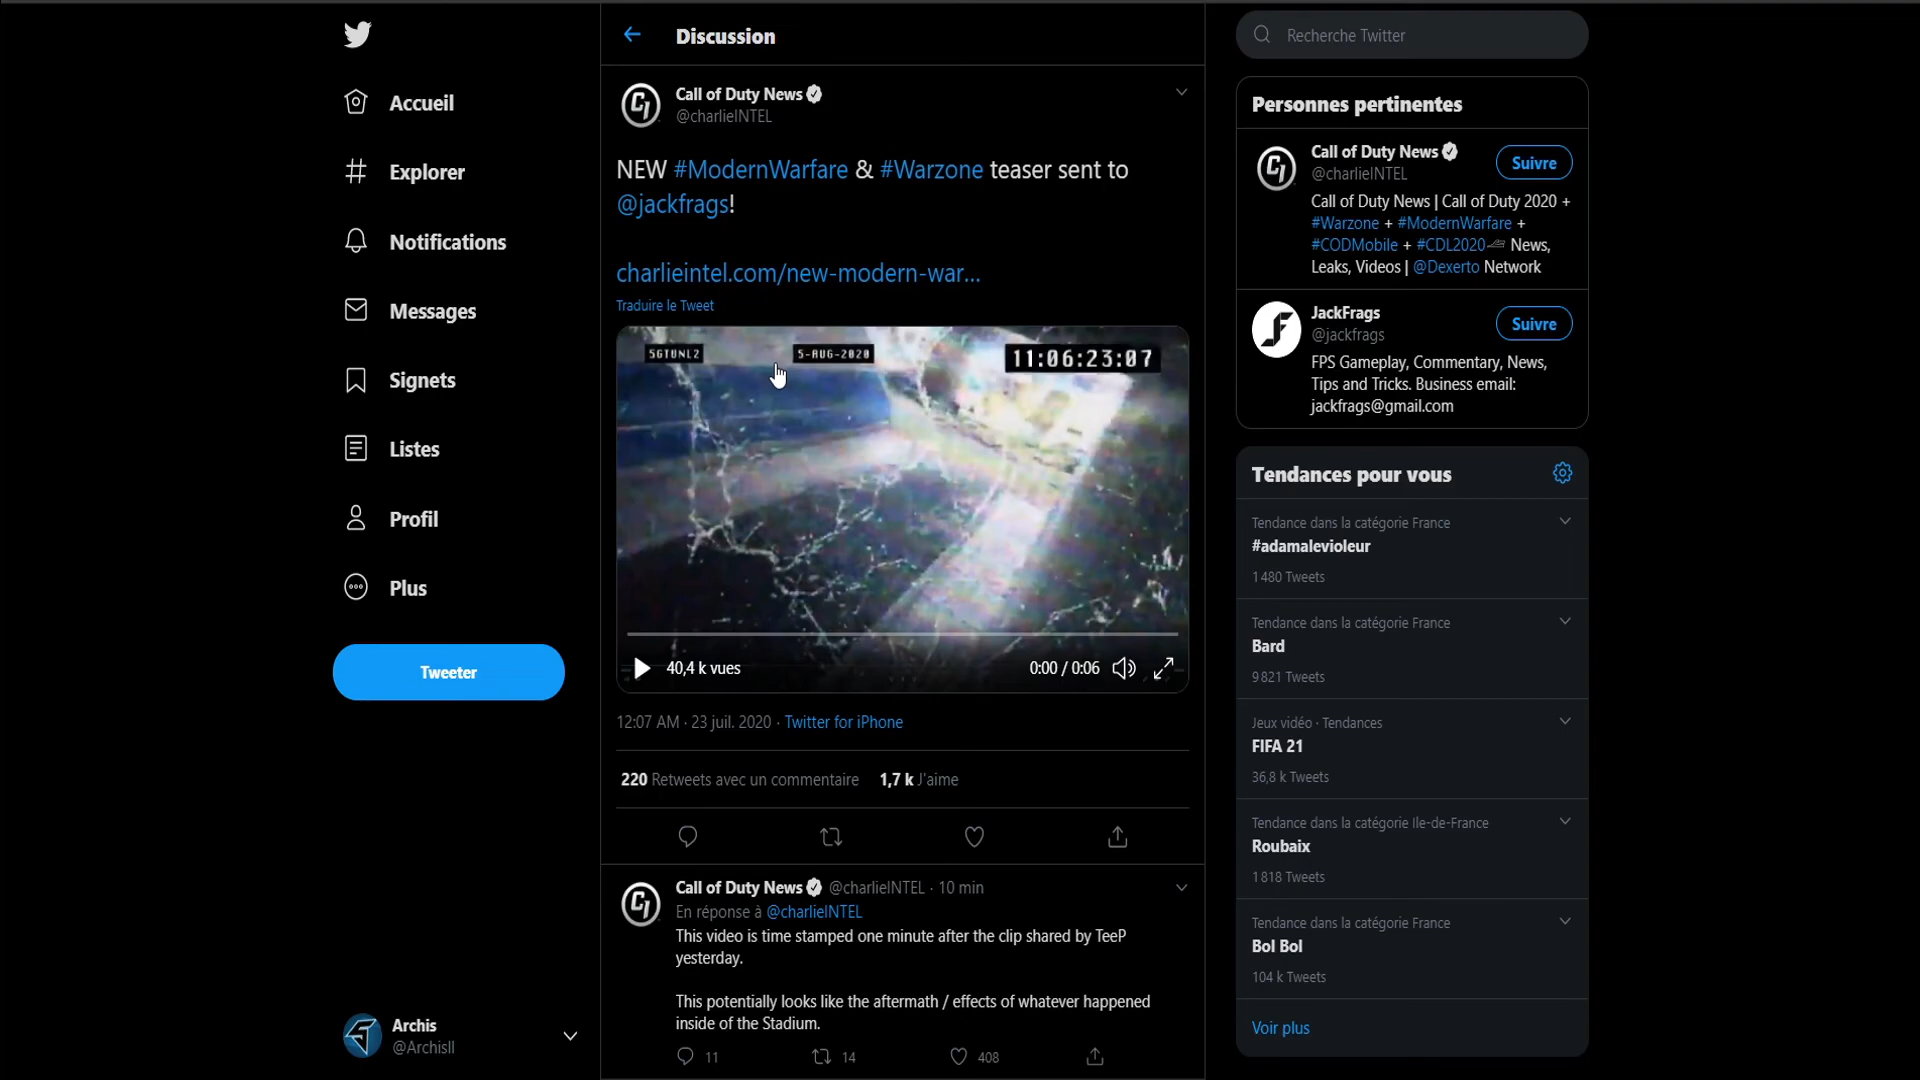 Accueil
Explorer
Notifications
Messages
Signets
Listes
Profil
Plus
Tweeter
Archis
@ArchisII
Discussion
Call of Duty News
@charlieINTEL
NEW #ModernWarfare & #Warzone teaser sent to
@jackfrags!
charlieintel.com/new-modern-war...
Traduire le Tweet
SGTUNL2
5-AUG-2020
11:06:23:07
40,4 k vues
0:00 / 0:06
12:07 AM · 23 juil. 2020 · Twitter for iPhone
220 Retweets avec un commentaire 1,7 k J'aime
Call of Duty News @charlieINTEL · 10 min
En réponse à @charlieINTEL
This video is time stamped one minute after the clip shared by TeeP
yesterday.
This potentially looks like the aftermath / effects of whatever happened
inside of the Stadium.
11 14 408
Recherche Twitter
Personnes pertinentes
Call of Duty News
@charlieINTEL
Suivre
Call of Duty News | Call of Duty 2020 +
#Warzone + #ModernWarfare +
#CODMobile + #CDL2020 News,
Leaks, Videos | @Dexerto Network
JackFrags
@jackfrags
Suivre
FPS Gameplay, Commentary, News,
Tips and Tricks. Business email:
jackfrags@gmail.com
Tendances pour vous
Tendance dans la catégorie France
#adamalevioleur
1 480 Tweets
Tendance dans la catégorie France
Bard
9 821 Tweets
Jeux vidéo · Tendances
FIFA 21
36,8 k Tweets
Tendance dans la catégorie Ile-de-France
Roubaix
1 818 Tweets
Tendance dans la catégorie France
Bol Bol
104 k Tweets
Voir plus